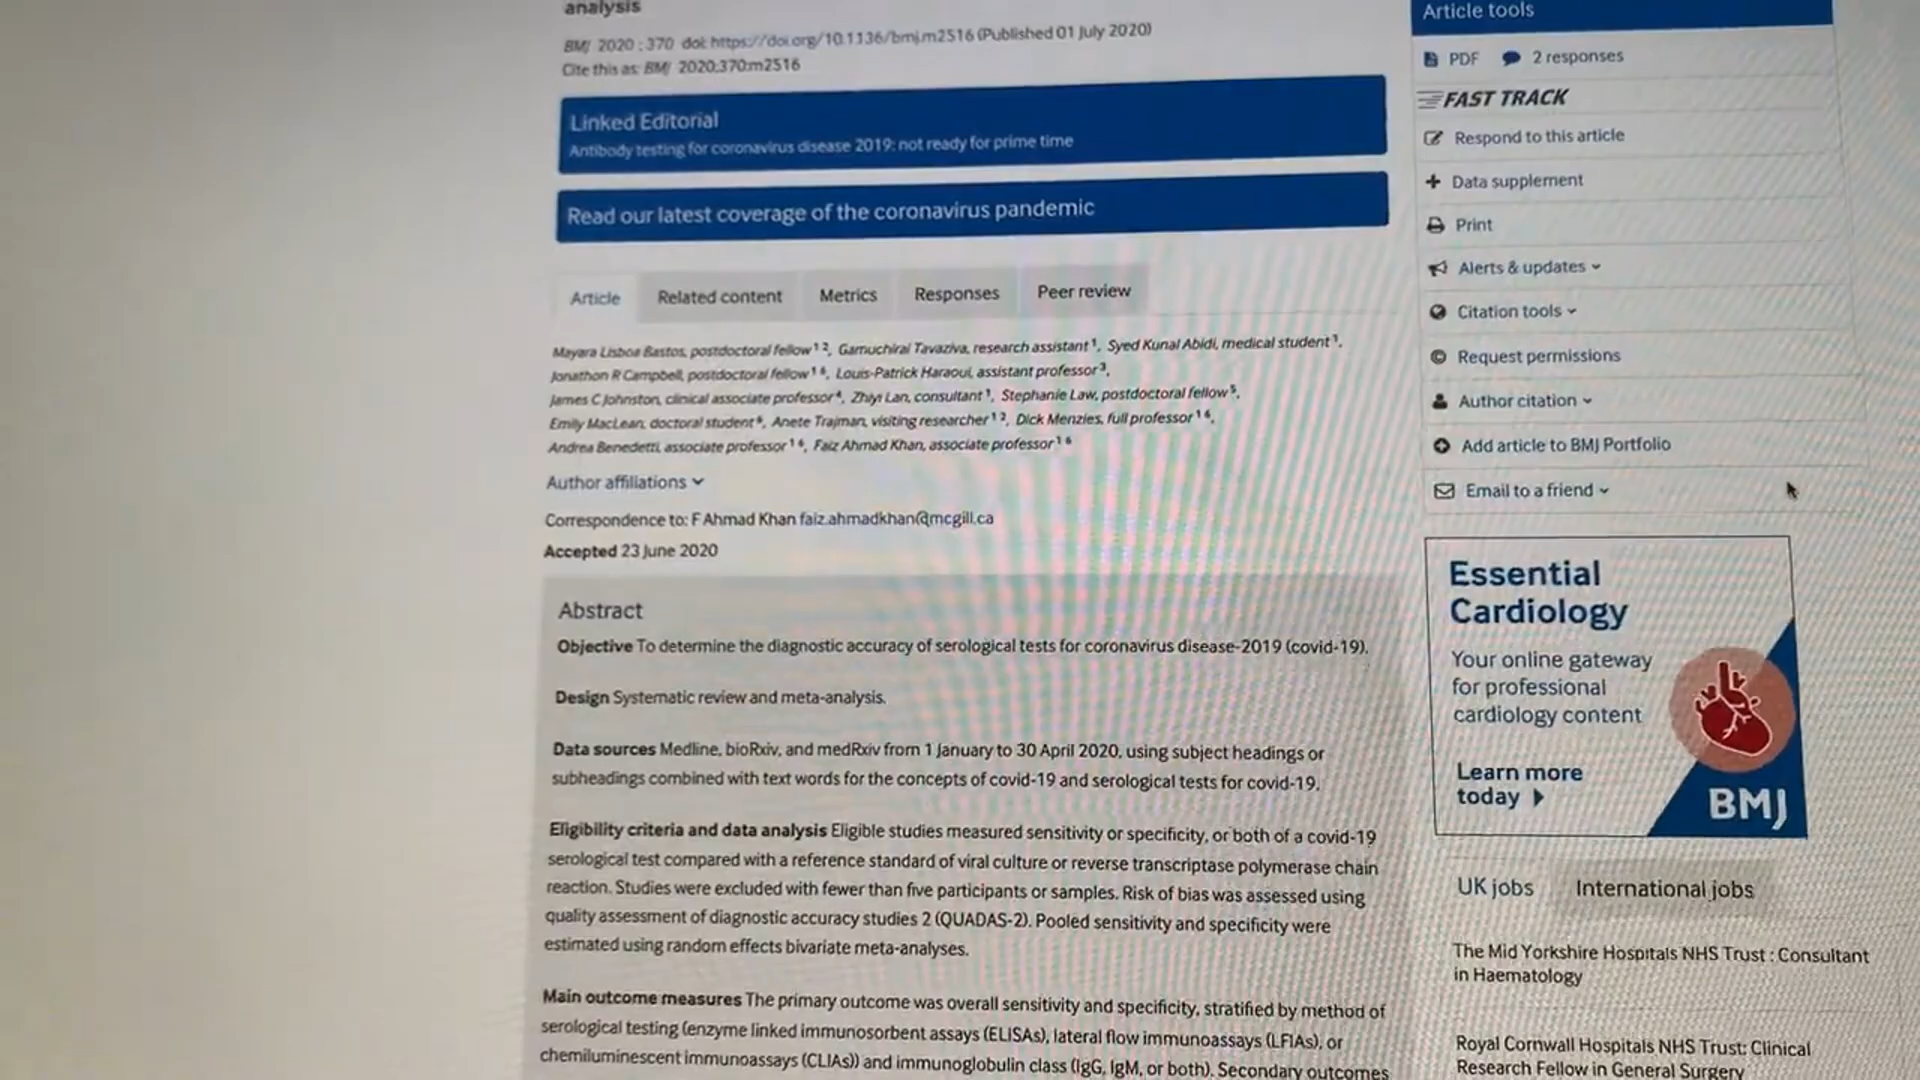 analysis
BMJ 2020 ; 370 doi: https://doi.org/10.1136/bmj.m2516 (Published 01 July 2020)
Cite this as: BMJ 2020;370:m2516
Linked Editorial
Antibody testing for coronavirus disease 2019: not ready for prime time
Read our latest coverage of the coronavirus pandemic
Article Related content Metrics Responses Peer review
Mayara Lisboa Bastos, postdoctoral fellow 1 2, Gamuchirai Tavaziva, research assistant 1, Syed Kunal Abidi, medical student 1,
Jonathon R Campbell, postdoctoral fellow 1 6, Louis-Patrick Haraoui, assistant professor 3,
James C Johnston, clinical associate professor 4, Zhiyi Lan, consultant 1, Stephanie Law, postdoctoral fellow 5,
Emily MacLean, doctoral student 6, Anete Trajman, visiting researcher 1 2, Dick Menzies, full professor 1 6,
Andrea Benedetti, associate professor 1 6, Faiz Ahmad Khan, associate professor 1 6
Author affiliations
Correspondence to: F Ahmad Khan faiz.ahmadkhan@mcgill.ca
Accepted 23 June 2020
Abstract
Objective To determine the diagnostic accuracy of serological tests for coronavirus disease-2019 (covid-19).
Design Systematic review and meta-analysis.
Data sources Medline, bioRxiv, and medRxiv from 1 January to 30 April 2020, using subject headings or
subheadings combined with text words for the concepts of covid-19 and serological tests for covid-19.
Eligibility criteria and data analysis Eligible studies measured sensitivity or specificity, or both of a covid-19
serological test compared with a reference standard of viral culture or reverse transcriptase polymerase chain
reaction. Studies were excluded with fewer than five participants or samples. Risk of bias was assessed using
quality assessment of diagnostic accuracy studies 2 (QUADAS-2). Pooled sensitivity and specificity were
estimated using random effects bivariate meta-analyses.
Main outcome measures The primary outcome was overall sensitivity and specificity, stratified by method of
serological testing (enzyme linked immunosorbent assays (ELISAs), lateral flow immunoassays (LFIAs), or
chemiluminescent immunoassays (CLIAs)) and immunoglobulin class (IgG, IgM, or both). Secondary outcomes
Article tools
PDF 2 responses
FAST TRACK
Respond to this article
Data supplement
Print
Alerts & updates
Citation tools
Request permissions
Author citation
Add article to BMJ Portfolio
Email to a friend
Essential
Cardiology
Your online gateway
for professional
cardiology content
Learn more
today
BMJ
UK jobs International jobs
The Mid Yorkshire Hospitals NHS Trust : Consultant
in Haematology
Royal Cornwall Hospitals NHS Trust: Clinical
Research Fellow in General Surgery